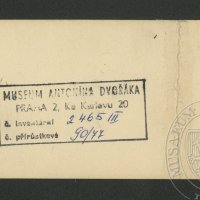 MUSEUM ANTONÍNA DVOŘÁKA
PRAHA 2, Ke Karlovu 20
č. inventární 2465 III
č. přírůstkové 90/77